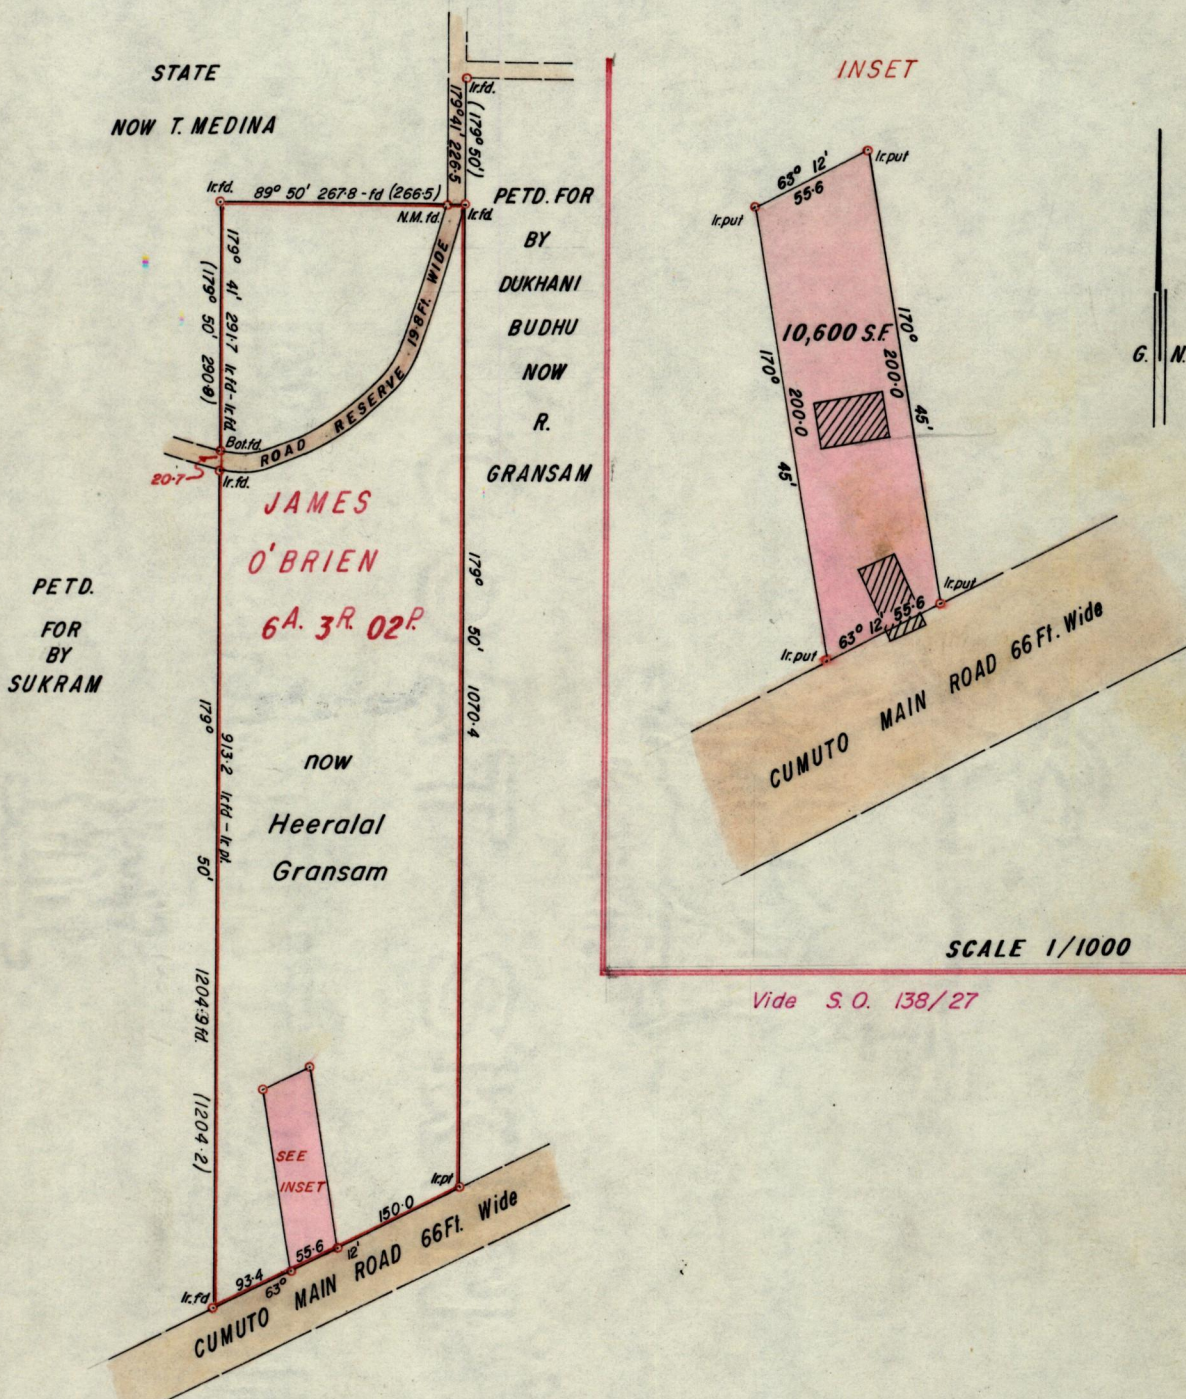 STATE
NOW T. MEDINA
Ir.fd.
(179° 50')
179° 41' 226·5
Ir.fd.
89° 50' 267·8 - fd (266·5)
N.M. fd.
Ir.fd.
PETD. FOR
BY
DUKHANI
BUDHU
NOW
R.
GRANSAM
179° 41' 291·7 Ir.fd - Ir.fd.
(179° 50' 290·9)
ROAD RESERVE 19·8 Ft. WIDE
Bot.fd.
20·7
Ir.fd.
JAMES
O'BRIEN
6A. 3R. 02P.
PETD.
FOR
BY
SUKRAM
now
Heeralal
Gransam
179° 50' 1070·4
179° 50' 1204·9 fd. (1204·2)
913·2 Ir.fd - Ir.pt.
SEE
INSET
Ir.pt
150·0
55·6
93·4
63° 12'
Ir.fd
CUMUTO MAIN ROAD 66 Ft. Wide
INSET
63° 12'
55·6
Ir.put
Ir.put
10,600 S.F.
170° 45'
200·0
170° 45'
200·0
G. N.
Ir.put
63° 12' 55·6
Ir.put
CUMUTO MAIN ROAD 66 Ft. Wide
SCALE 1/1000
Vide S.O. 138/27